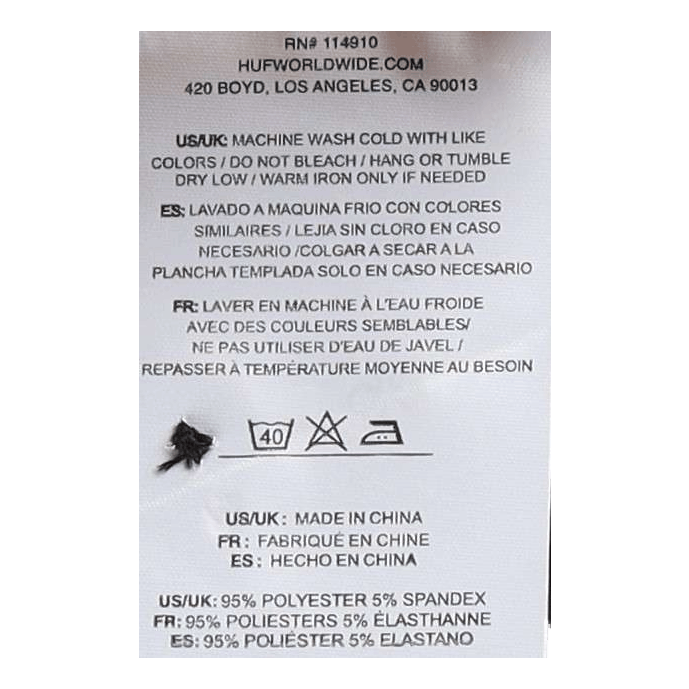 RN# 114910
HUFWORLDWIDE.COM
420 BOYD, LOS ANGELES, CA 90013
US/UK: MACHINE WASH COLD WITH LIKE
COLORS / DO NOT BLEACH / HANG OR TUMBLE
DRY LOW / WARM IRON ONLY IF NEEDED
ES: LAVADO A MAQUINA FRIO CON COLORES
SIMILAIRES / LEJIA SIN CLORO EN CASO
NECESARIO /COLGAR A SECAR A LA
PLANCHA TEMPLADA SOLO EN CASO NECESARIO
FR: LAVER EN MACHINE À L'EAU FROIDE
AVEC DES COULEURS SEMBLABLES/
NE PAS UTILISER D'EAU DE JAVEL /
REPASSER À TEMPÉRATURE MOYENNE AU BESOIN
40
US/UK: MADE IN CHINA
FR: FABRIQUÉ EN CHINE
ES: HECHO EN CHINA
US/UK: 95% POLYESTER 5% SPANDEX
FR: 95% POLIESTERS 5% ÉLASTHANNE
ES: 95% POLIÉSTER 5% ELASTANO